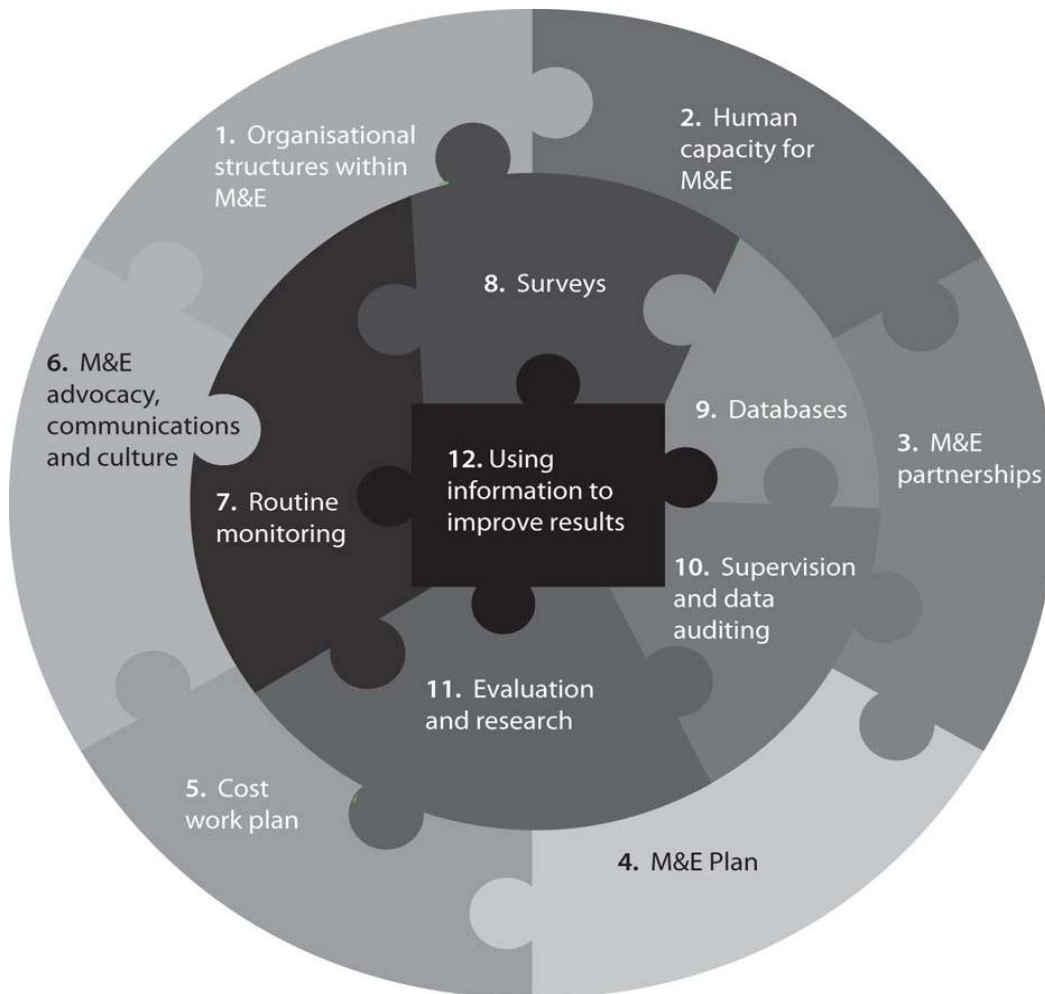 1. Organisational
structures within
M&E
2. Human
capacity for
M&E
3. M&E
partnerships
4. M&E Plan
5. Cost
work plan
6. M&E
advocacy,
communications
and culture
7. Routine
monitoring
8. Surveys
9. Databases
10. Supervision
and data
auditing
11. Evaluation
and research
12. Using
information to
improve results